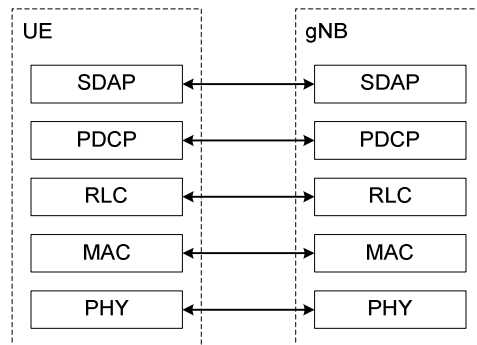 UE gNB
SDAP SDAP
PDCP PDCP
RLC RLC
MAC MAC
PHY PHY